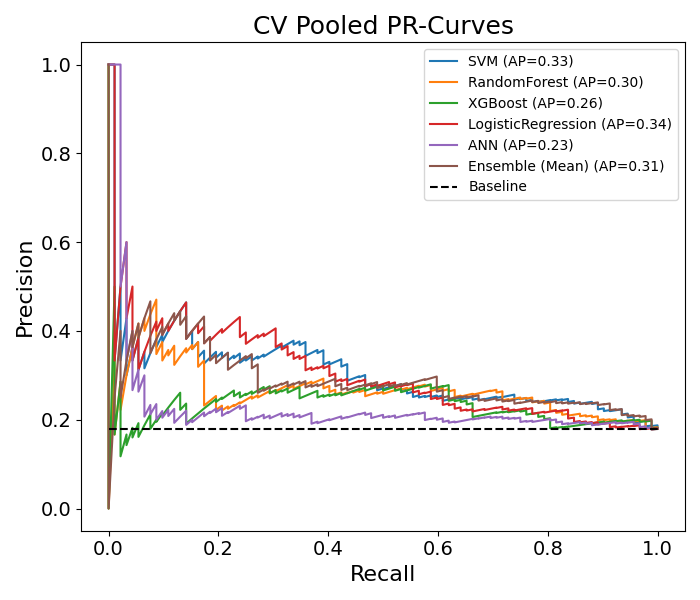 CV Pooled PR-Curves
SVM (AP=0.33)
RandomForest (AP=0.30)
XGBoost (AP=0.26)
LogisticRegression (AP=0.34)
ANN (AP=0.23)
Ensemble (Mean) (AP=0.31)
Baseline
Precision
1.0
0.8
0.6
0.4
0.2
0.0
0.0 0.2 0.4 0.6 0.8 1.0
Recall